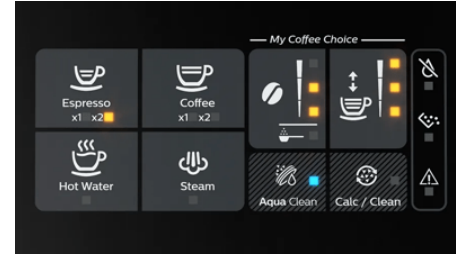 My Coffee Choice
Espresso
x1 x2
Coffee
x1 x2
Hot Water
Steam
Aqua Clean
Calc / Clean